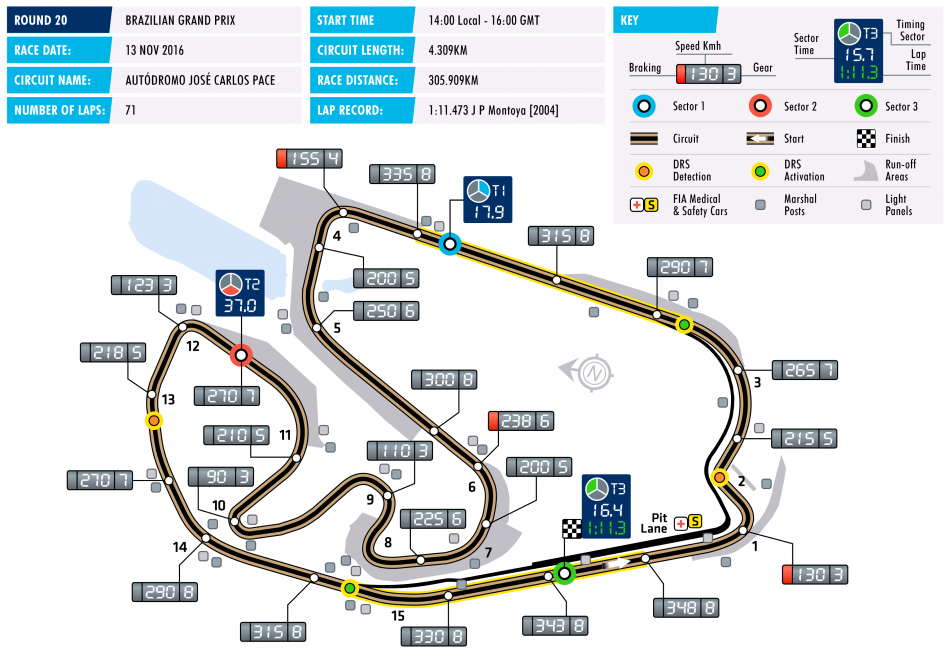 ROUND 20 BRAZILIAN GRAND PRIX
RACE DATE: 13 NOV 2016
CIRCUIT NAME: AUTÓDROMO JOSÉ CARLOS PACE
NUMBER OF LAPS: 71
START TIME 14:00 Local - 16:00 GMT
CIRCUIT LENGTH: 4.309KM
RACE DISTANCE: 305.909KM
LAP RECORD: 1:11.473 J P Montoya [2004]
KEY
Speed Kmh
Braking 130 3 Gear
Sector Time
T3
15.7
1:11.3
Timing Sector
Lap Time
Sector 1
Sector 2
Sector 3
Circuit
Start
Finish
DRS Detection
DRS Activation
Run-off Areas
S
FIA Medical & Safety Cars
Marshal Posts
Light Panels
155 4
335 8
T1
17.9
315 8
290 7
4
200 5
123 3
T2
37.0
250 6
5
12
218 5
300 8
3
265 7
13
270 7
238 6
210 5
11
110 3
215 5
270 7
90 3
200 5
6
2
9
T3
16.4
1:11.3
10
225 6
Pit Lane
S
14
8
7
1
130 3
290 8
15
348 8
315 8
330 8
343 8
N